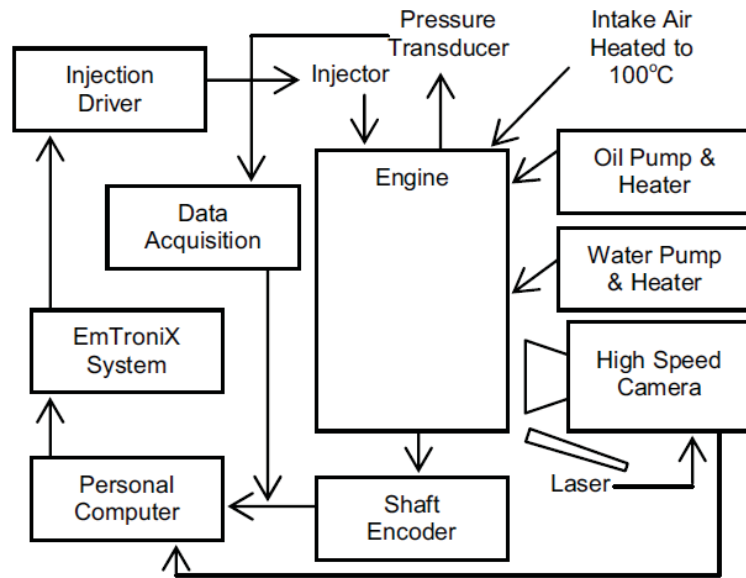 Pressure
Transducer
Intake Air
Heated to
100°C
Injection
Driver
Injector
Engine
Oil Pump &
Heater
Data
Acquisition
Water Pump
& Heater
EmTroniX
System
High Speed
Camera
Personal
Computer
Shaft
Encoder
Laser